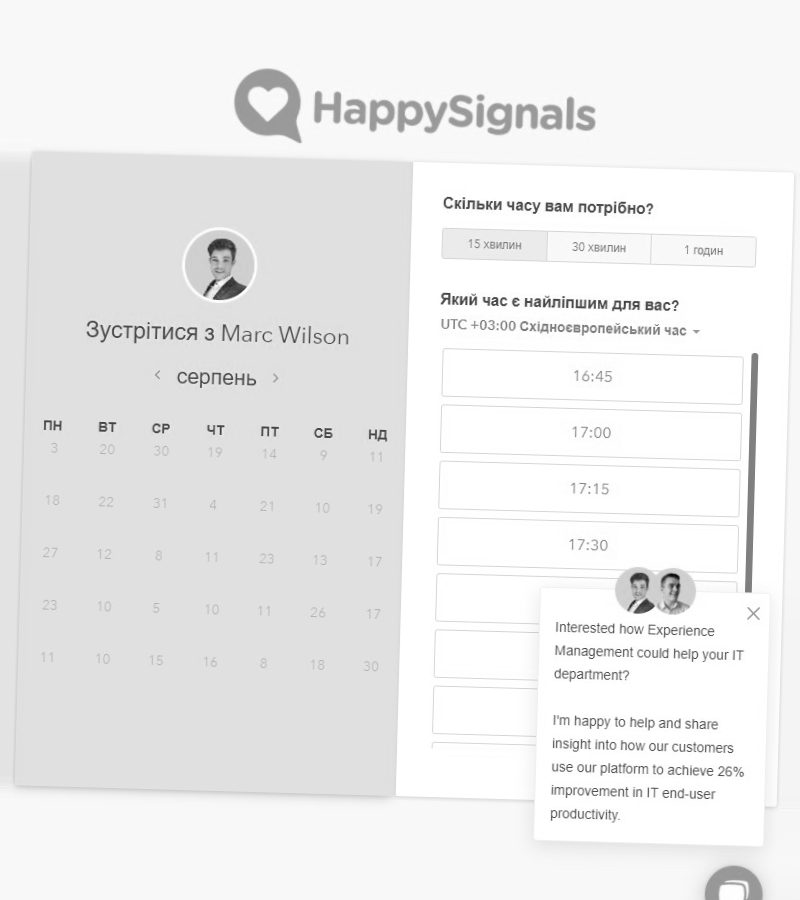 HappySignals
Зустрітися з Marc Wilson
серпень
ПН ВТ СР ЧТ ПТ СБ НД
3 20 30 19 14 9 11
18 22 31 4 21 10 19
27 12 8 11 23 13 17
23 10 5 10 11 26 17
11 10 15 16 8 18 30
Скільки часу вам потрібно?
15 хвилин 30 хвилин 1 годин
Який час є найліпшим для вас?
UTC +03:00 Східноєвропейський час
16:45
17:00
17:15
17:30
Interested how Experience
Management could help your IT
department?
I'm happy to help and share
insight into how our customers
use our platform to achieve 26%
improvement in IT end-user
productivity.